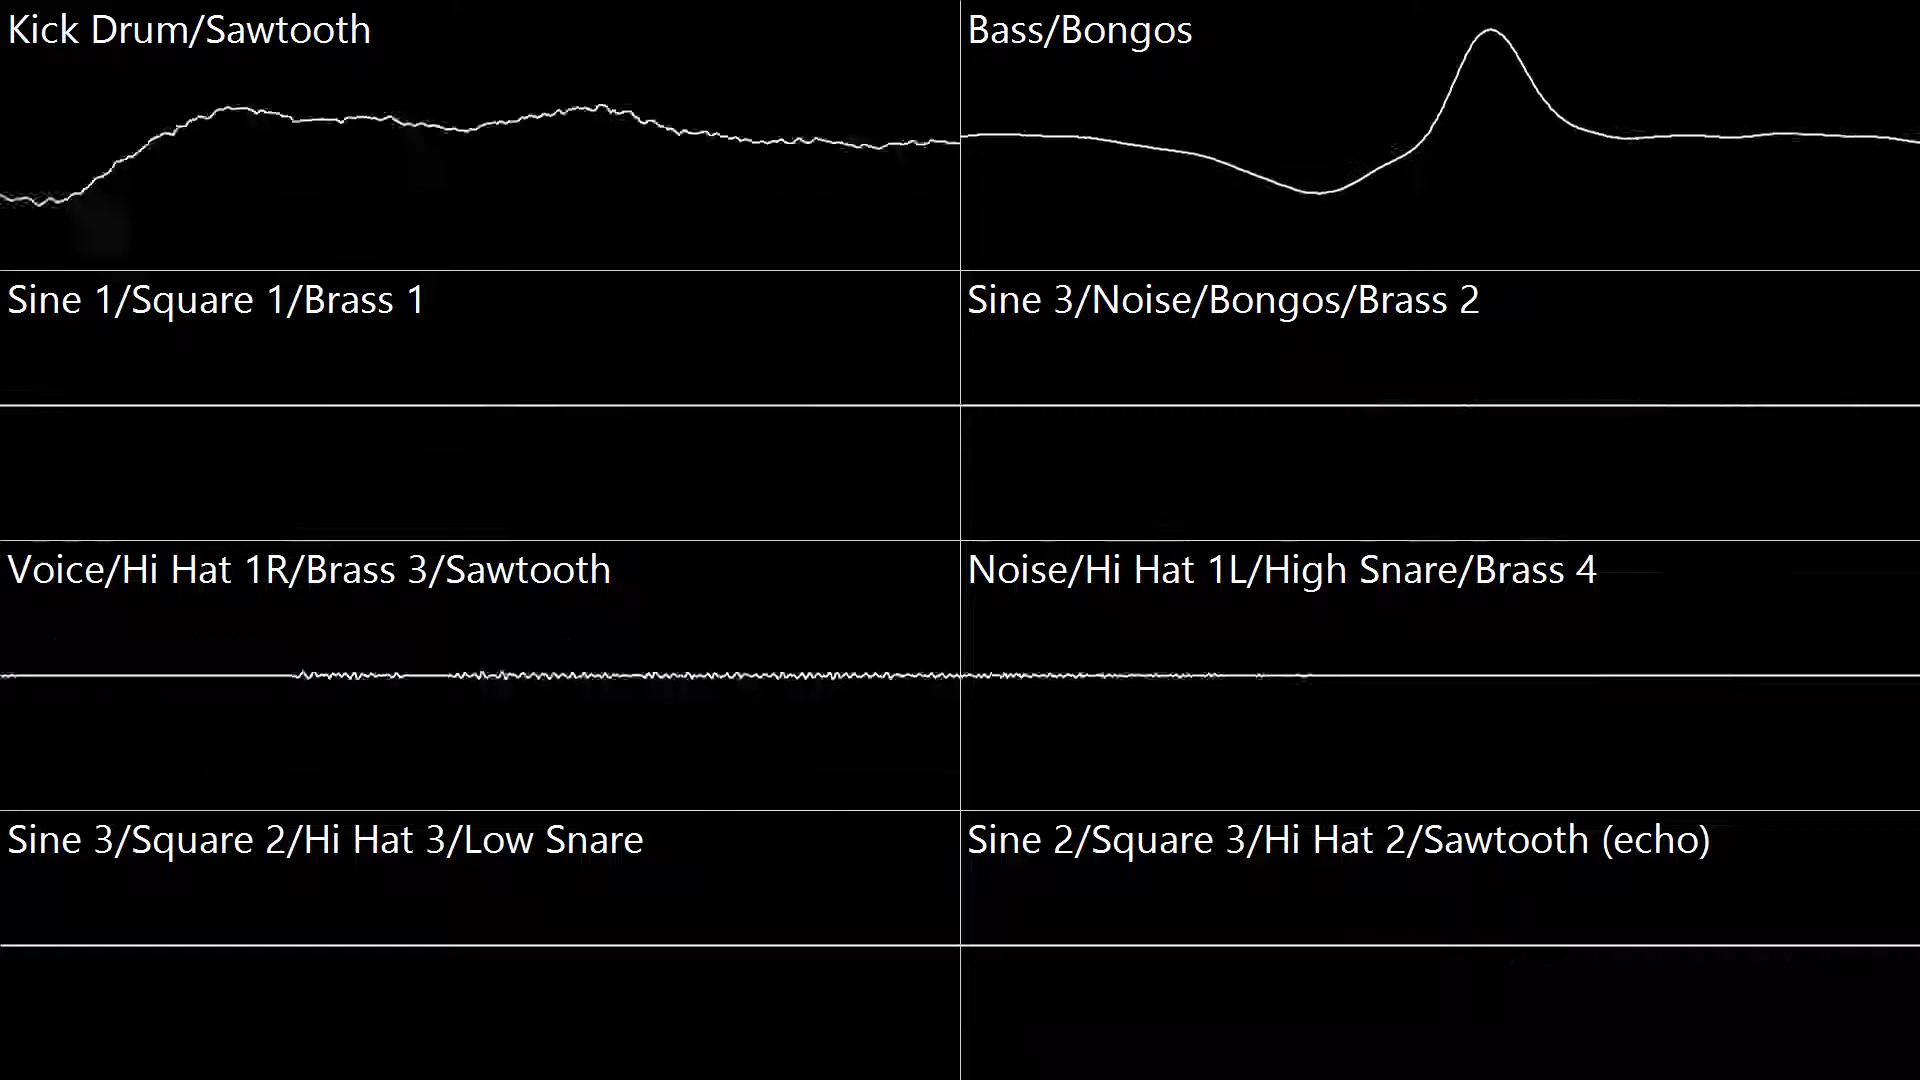 Kick Drum/Sawtooth
Bass/Bongos
Sine 1/Square 1/Brass 1
Sine 3/Noise/Bongos/Brass 2
Voice/Hi Hat 1R/Brass 3/Sawtooth
Noise/Hi Hat 1L/High Snare/Brass 4
Sine 3/Square 2/Hi Hat 3/Low Snare
Sine 2/Square 3/Hi Hat 2/Sawtooth (echo)